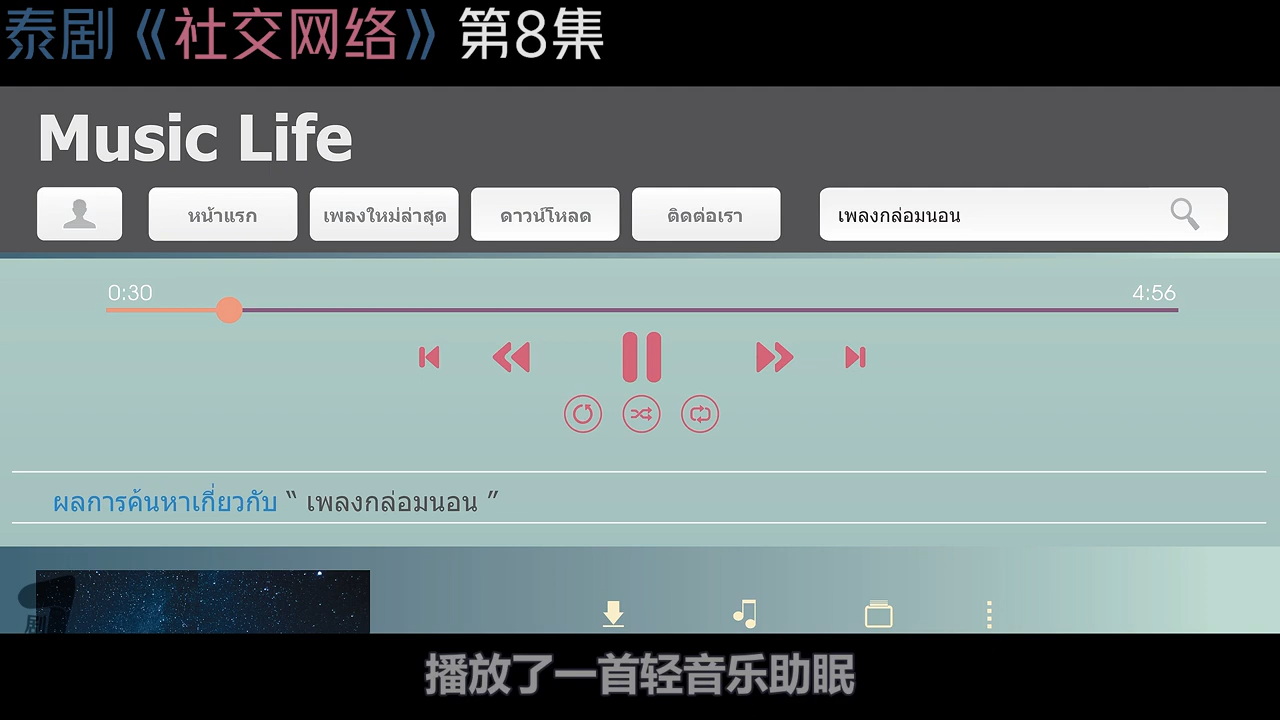 泰剧《社交网络》第8集
Music Life
หน้าแรก
เพลงใหม่ล่าสุด
ดาวน์โหลด
ติดต่อเรา
เพลงกล่อมนอน
0:30
4:56
ผลการค้นหาเกี่ยวกับ “ เพลงกล่อมนอน ”
播放了一首轻音乐助眠